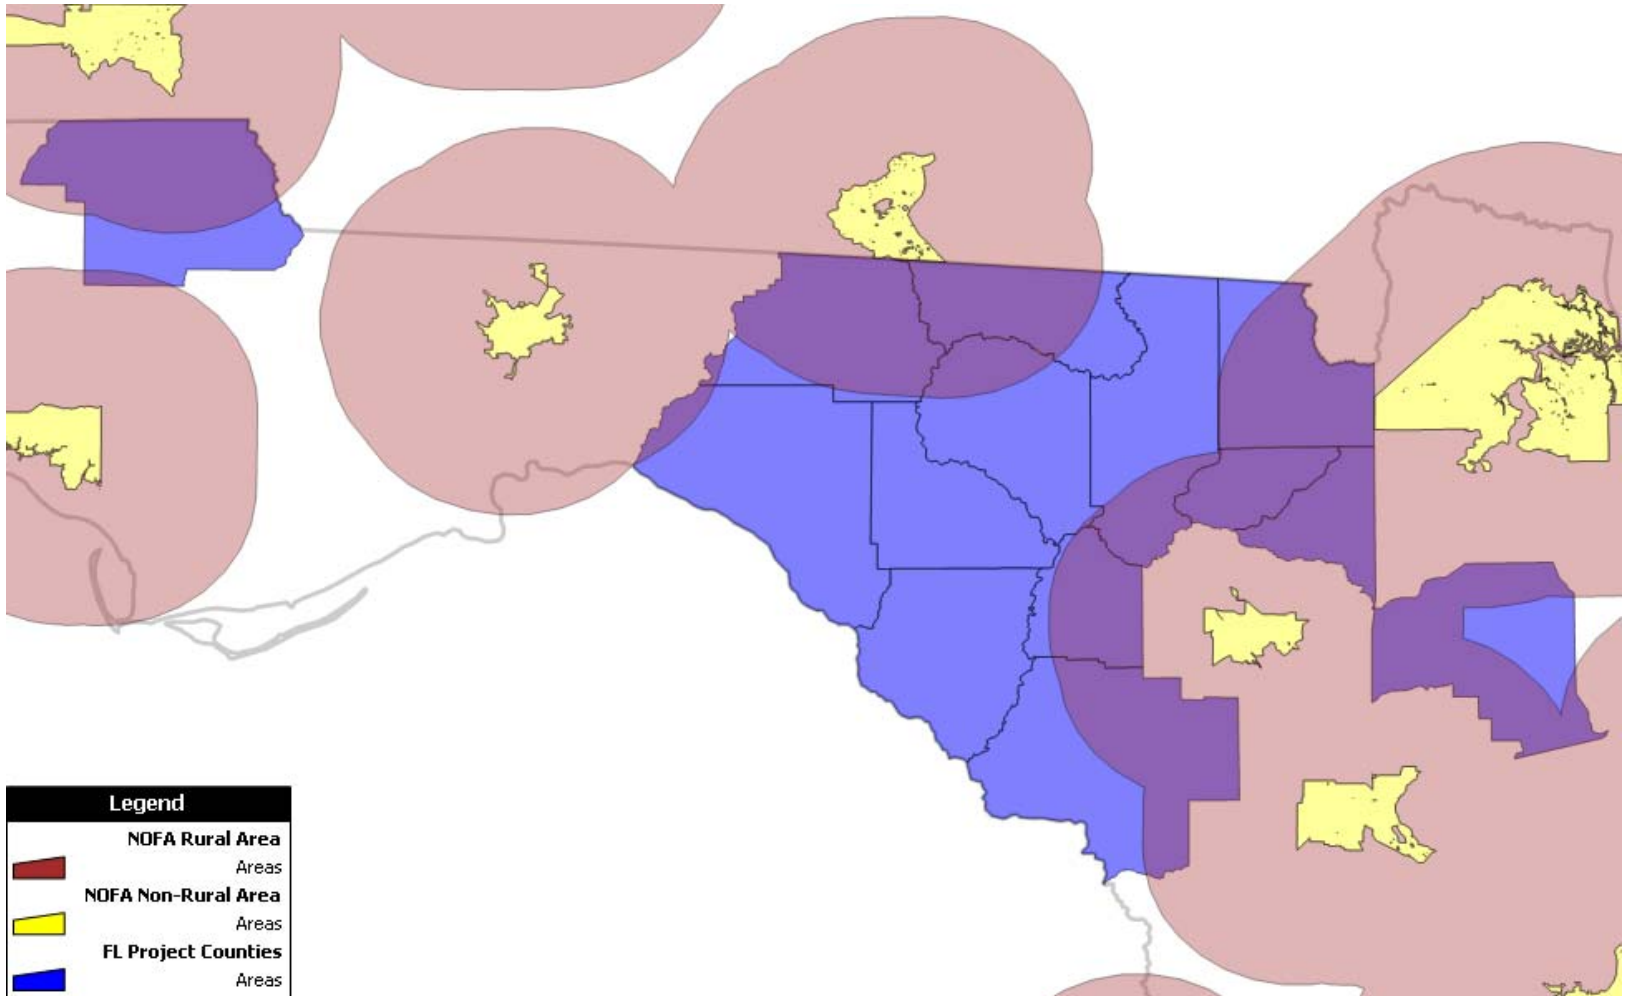 Legend
NOFA Rural Area
Areas
NOFA Non-Rural Area
Areas
FL Project Counties
Areas